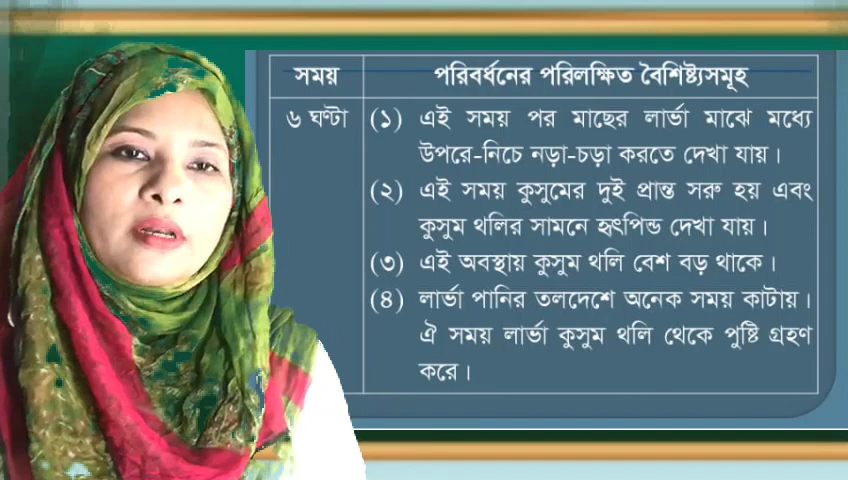 সময় পরিবর্ধনের পরিলক্ষিত বৈশিষ্ট্যসমূহ
৬ ঘণ্টা (১) এই সময় পর মাছের লার্ভা মাঝে মধ্যে
উপরে-নিচে নড়া-চড়া করতে দেখা যায়।
(২) এই সময় কুসুমের দুই প্রান্ত সরু হয় এবং
কুসুম থলির সামনে হৃৎপিন্ড দেখা যায়।
(৩) এই অবস্থায় কুসুম থলি বেশ বড় থাকে।
(৪) লার্ভা পানির তলদেশে অনেক সময় কাটায়।
ঐ সময় লার্ভা কুসুম থলি থেকে পুষ্টি গ্রহণ
করে।